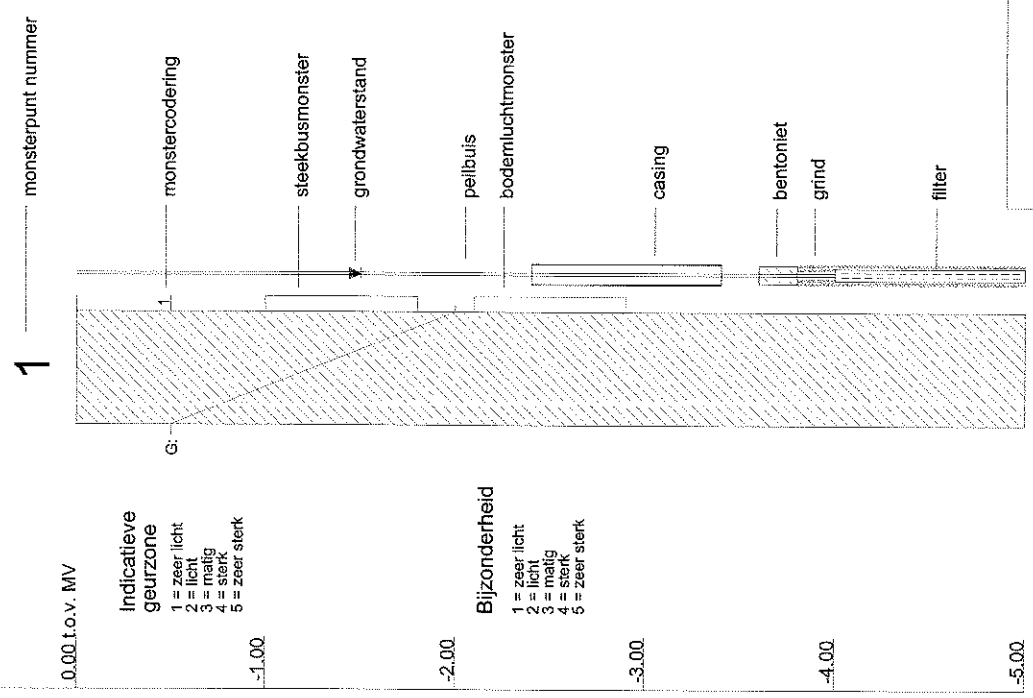 1
monsterpunt nummer
0.00 t.o.v. MV
Indicatieve
geurzone
1 = zeer licht
2 = licht
3 = matig
4 = sterk
5 = zeer sterk
G:
1
monstercodering
-1.00
steekbusmonster
grondwaterstand
-2.00
peilbuis
Bijzonderheid
1 = zeer licht
2 = licht
3 = matig
4 = sterk
5 = zeer sterk
bodemluchtmonster
-3.00
casing
bentoniet
grind
-4.00
filter
-5.00